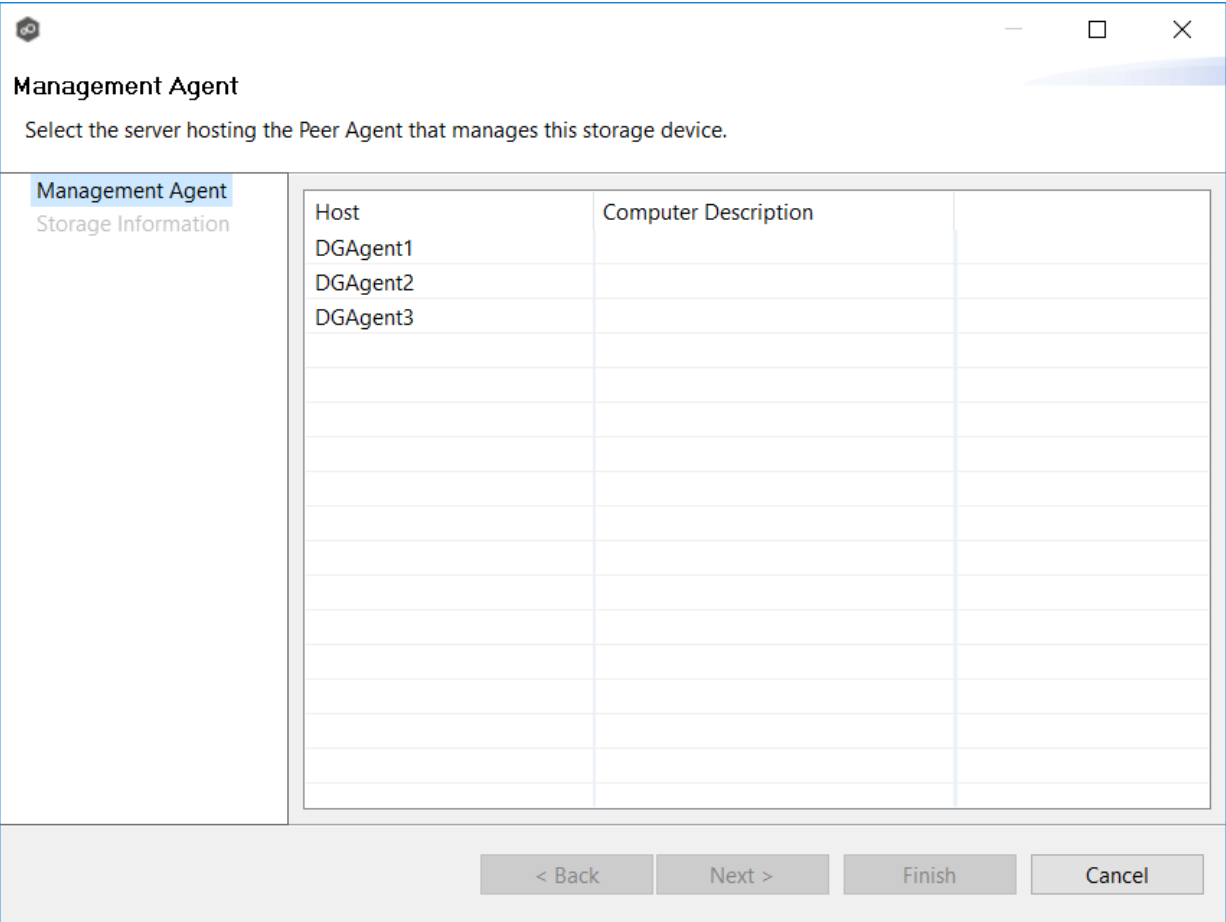 Management Agent
Select the server hosting the Peer Agent that manages this storage device.
Management Agent
Storage Information
Host Computer Description
DGAgent1
DGAgent2
DGAgent3
< Back Next > Finish Cancel